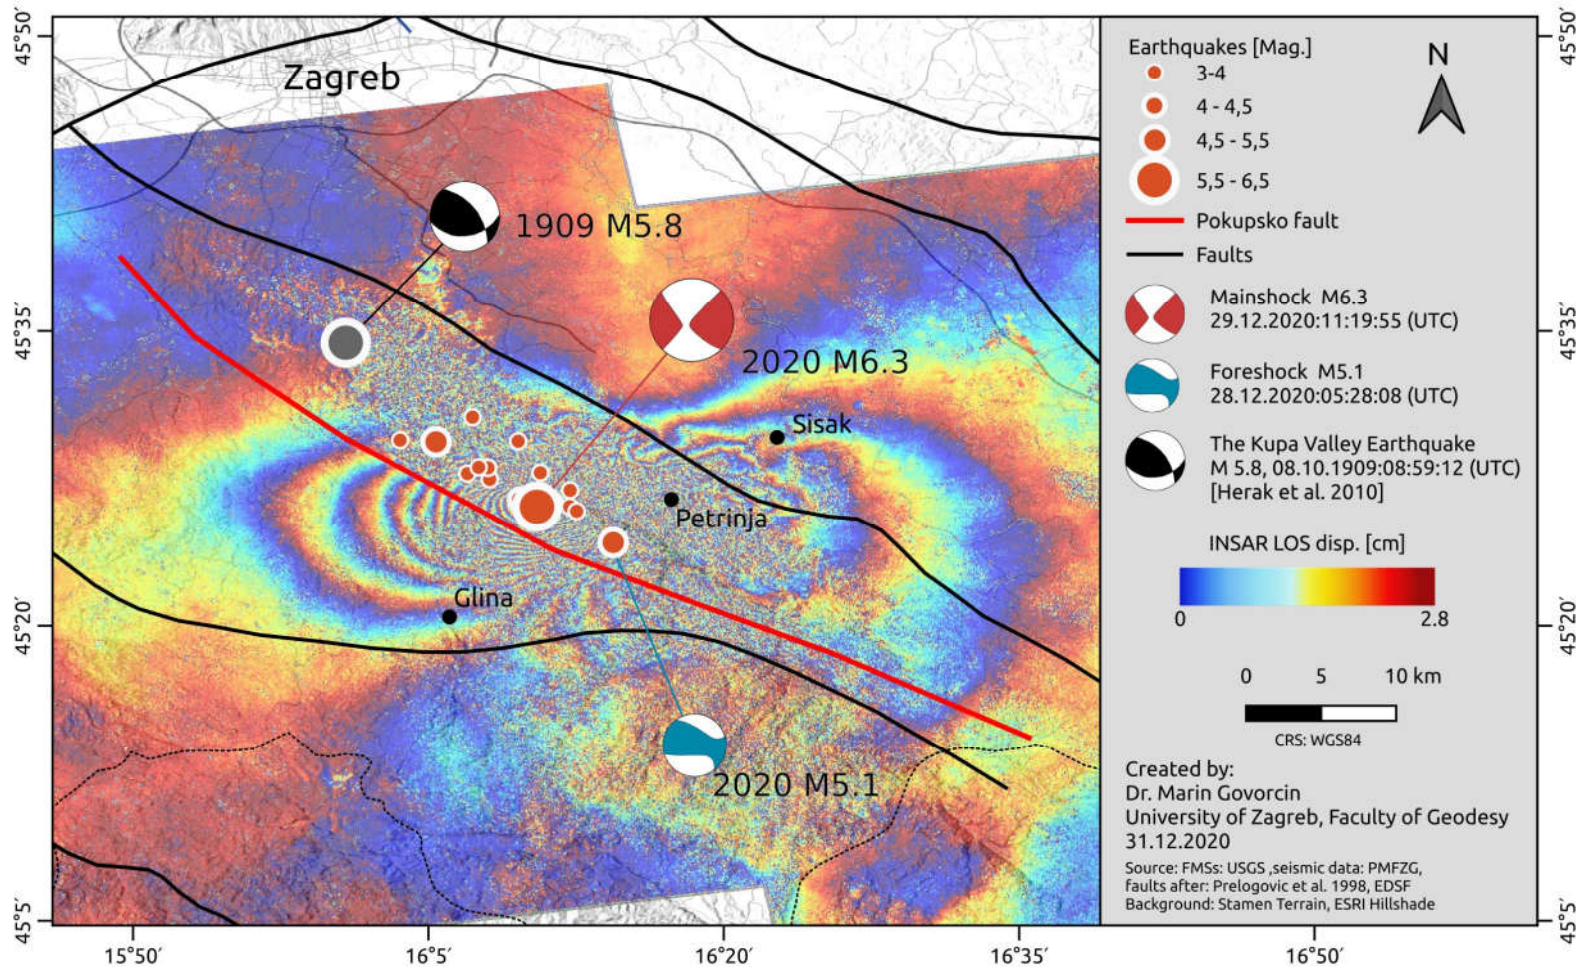 45°50′
45°50′
Zagreb
1909 M5.8
45°35′
45°35′
2020 M6.3
Sisak
Petrinja
Glina
45°20′
45°20′
2020 M5.1
45°5′
45°5′
15°50′
16°5′
16°20′
16°35′
16°50′
Earthquakes [Mag.]
3-4
4 - 4,5
4,5 - 5,5
5,5 - 6,5
Pokupsko fault
Faults
N
Mainshock M6.3
29.12.2020:11:19:55 (UTC)
Foreshock M5.1
28.12.2020:05:28:08 (UTC)
The Kupa Valley Earthquake
M 5.8, 08.10.1909:08:59:12 (UTC)
[Herak et al. 2010]
INSAR LOS disp. [cm]
0 2.8
0 5 10 km
CRS: WGS84
Created by:
Dr. Marin Govorcin
University of Zagreb, Faculty of Geodesy
31.12.2020
Source: FMSs: USGS ,seismic data: PMFZG,
faults after: Prelogovic et al. 1998, EDSF
Background: Stamen Terrain, ESRI Hillshade